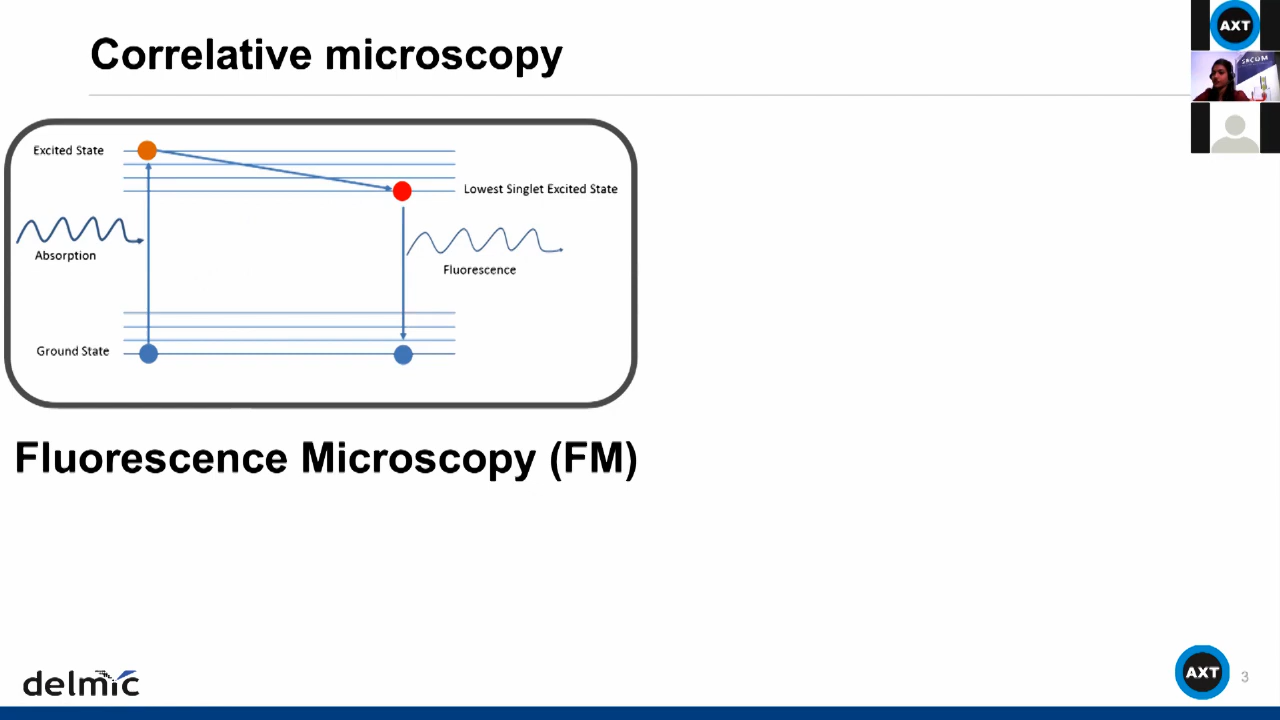 Correlative microscopy
AXT
SECOM
Excited State
Lowest Singlet Excited State
Absorption
Fluorescence
Ground State
Fluorescence Microscopy (FM)
delmic
AXT
3